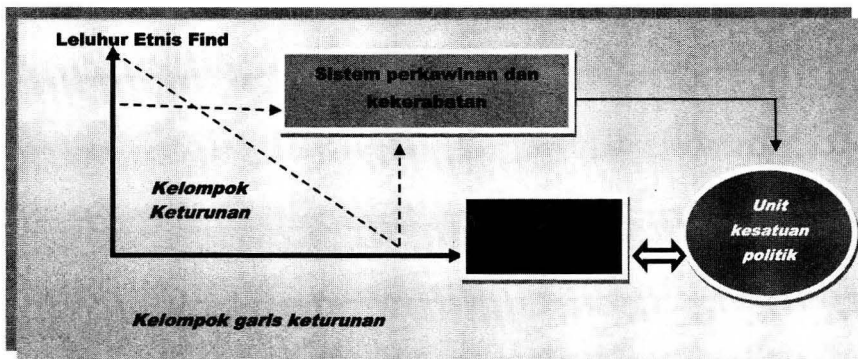 Leluhur Etnis Find
Sistem perkawinan dan
kekerabatan
Kelompok
Keturunan
Unit
kesatuan
politik
Kelompok garis keturunan